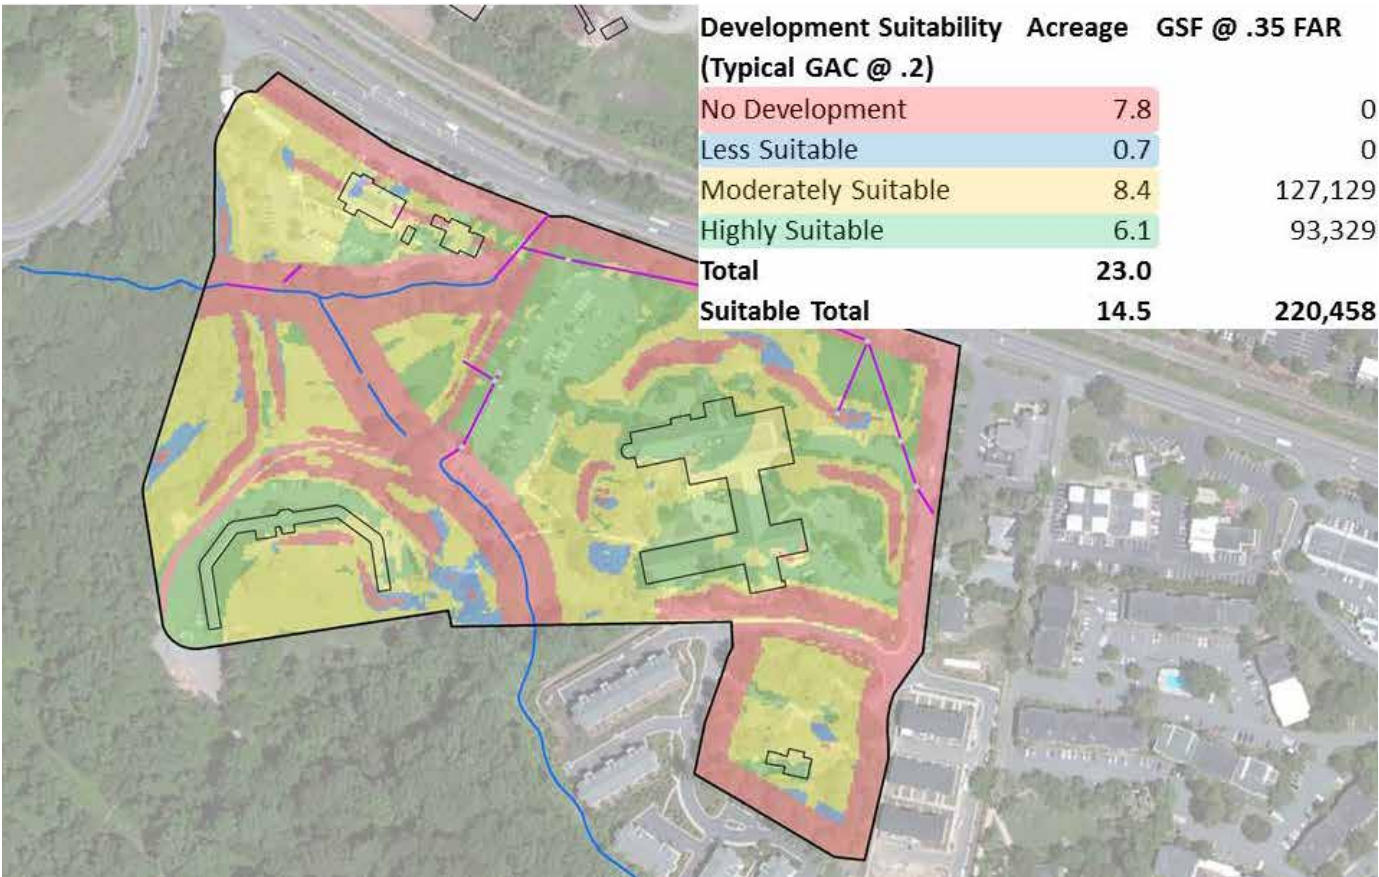 Development Suitability Acreage GSF @ .35 FAR
(Typical GAC @ .2)
No Development 7.8 0
Less Suitable 0.7 0
Moderately Suitable 8.4 127,129
Highly Suitable 6.1 93,329
Total 23.0
Suitable Total 14.5 220,458